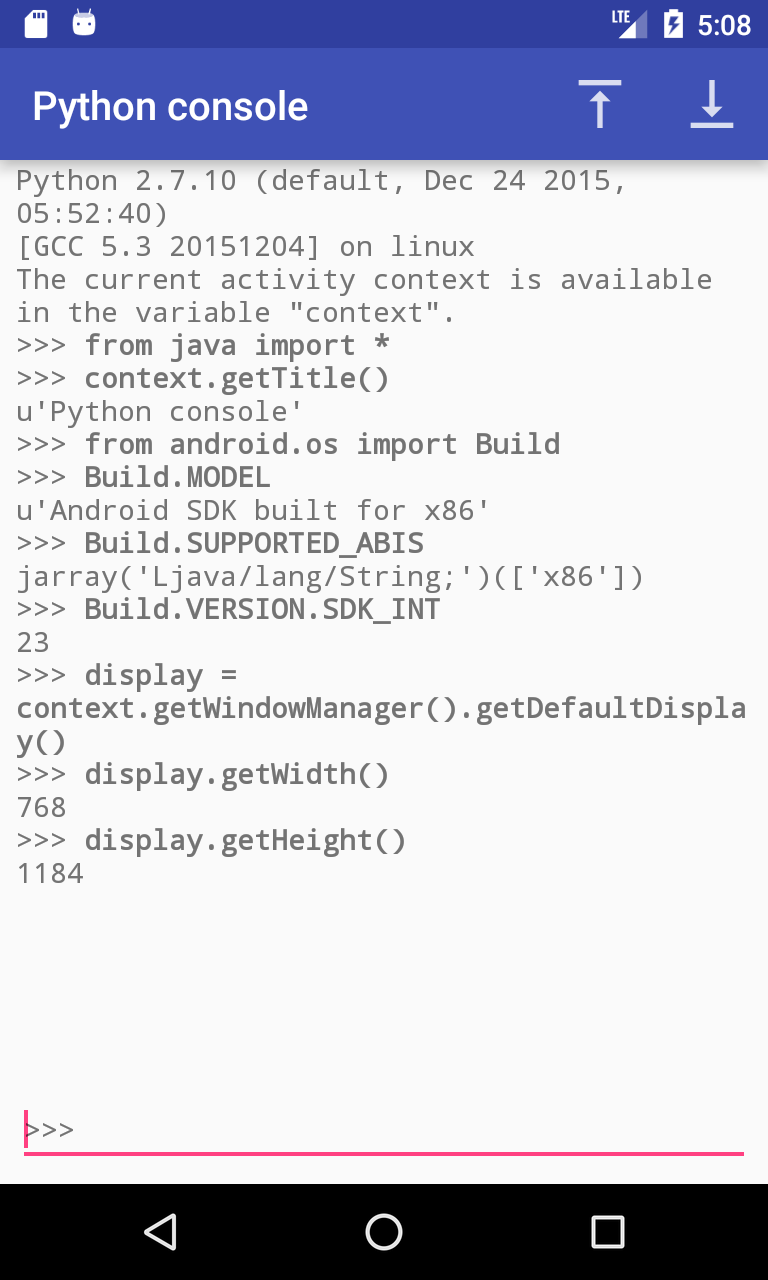 LTE 5:08
Python console
Python 2.7.10 (default, Dec 24 2015,
05:52:40)
[GCC 5.3 20151204] on linux
The current activity context is available
in the variable "context".
>>> from java import *
>>> context.getTitle()
u'Python console'
>>> from android.os import Build
>>> Build.MODEL
u'Android SDK built for x86'
>>> Build.SUPPORTED_ABIS
jarray('Ljava/lang/String;')(['x86'])
>>> Build.VERSION.SDK_INT
23
>>> display =
context.getWindowManager().getDefaultDispla
y()
>>> display.getWidth()
768
>>> display.getHeight()
1184
>>>